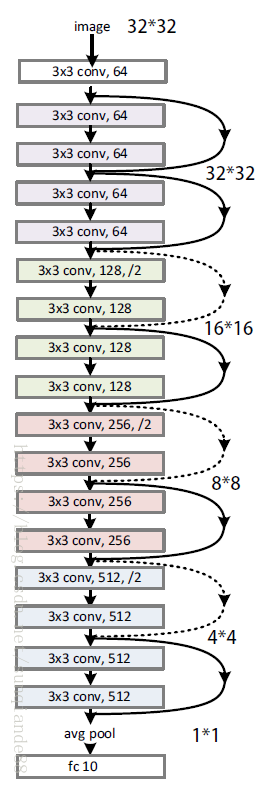 image 32*32
3x3 conv, 64
3x3 conv, 64
3x3 conv, 64
32*32
3x3 conv, 64
3x3 conv, 64
3x3 conv, 128, /2
3x3 conv, 128
16*16
3x3 conv, 128
3x3 conv, 128
3x3 conv, 256, /2
3x3 conv, 256
8*8
3x3 conv, 256
3x3 conv, 256
3x3 conv, 512, /2
3x3 conv, 512
4*4
3x3 conv, 512
3x3 conv, 512
avg pool 1*1
fc 10